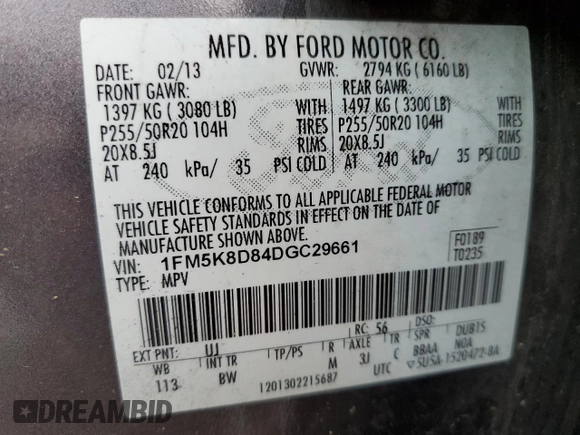 MFD. BY FORD MOTOR CO.
DATE: 02/13 GVWR: 2794 KG (6160 LB)
FRONT GAWR: REAR GAWR:
1397 KG (3080 LB) WITH 1497 KG (3300 LB) WITH
P255/50R20 104H TIRES P255/50R20 104H TIRES
20X8.5J RIMS 20X8.5J RIMS
AT 240 kPa/ 35 PSI COLD AT 240 kPa/ 35 PSI COLD
THIS VEHICLE CONFORMS TO ALL APPLICABLE FEDERAL MOTOR
VEHICLE SAFETY STANDARDS IN EFFECT ON THE DATE OF
MANUFACTURE SHOWN ABOVE.
VIN: 1FM5K8D84DGC29661 F0189
TYPE: MPV T0235
RC: 56 DSO:
EXT PNT: UJ
WB INT TR TP/PS R AXLE TR SPR DUBIS
113 BW M 3J C BBAA NOA
1201302215687 UTC ▽SUSA-1520472-BA
DREAMBID